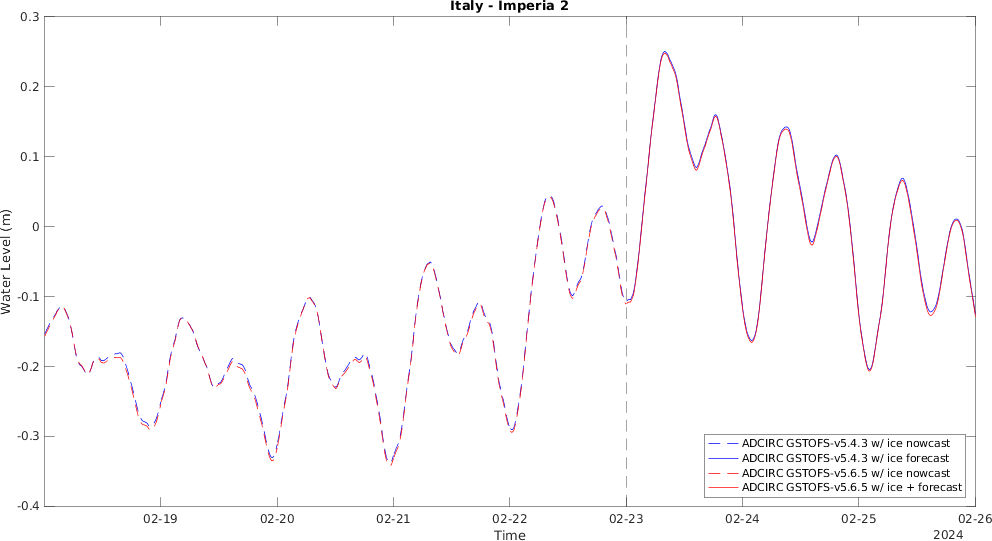 Italy - Imperia 2
0.3
0.2
0.1
0
-0.1
-0.2
-0.3
-0.4
Water Level (m)
ADCIRC GSTOFS-v5.4.3 w/ ice nowcast
ADCIRC GSTOFS-v5.4.3 w/ ice forecast
ADCIRC GSTOFS-v5.6.5 w/ ice nowcast
ADCIRC GSTOFS-v5.6.5 w/ ice + forecast
02-19 02-20 02-21 02-22 02-23 02-24 02-25 02-26
Time
2024